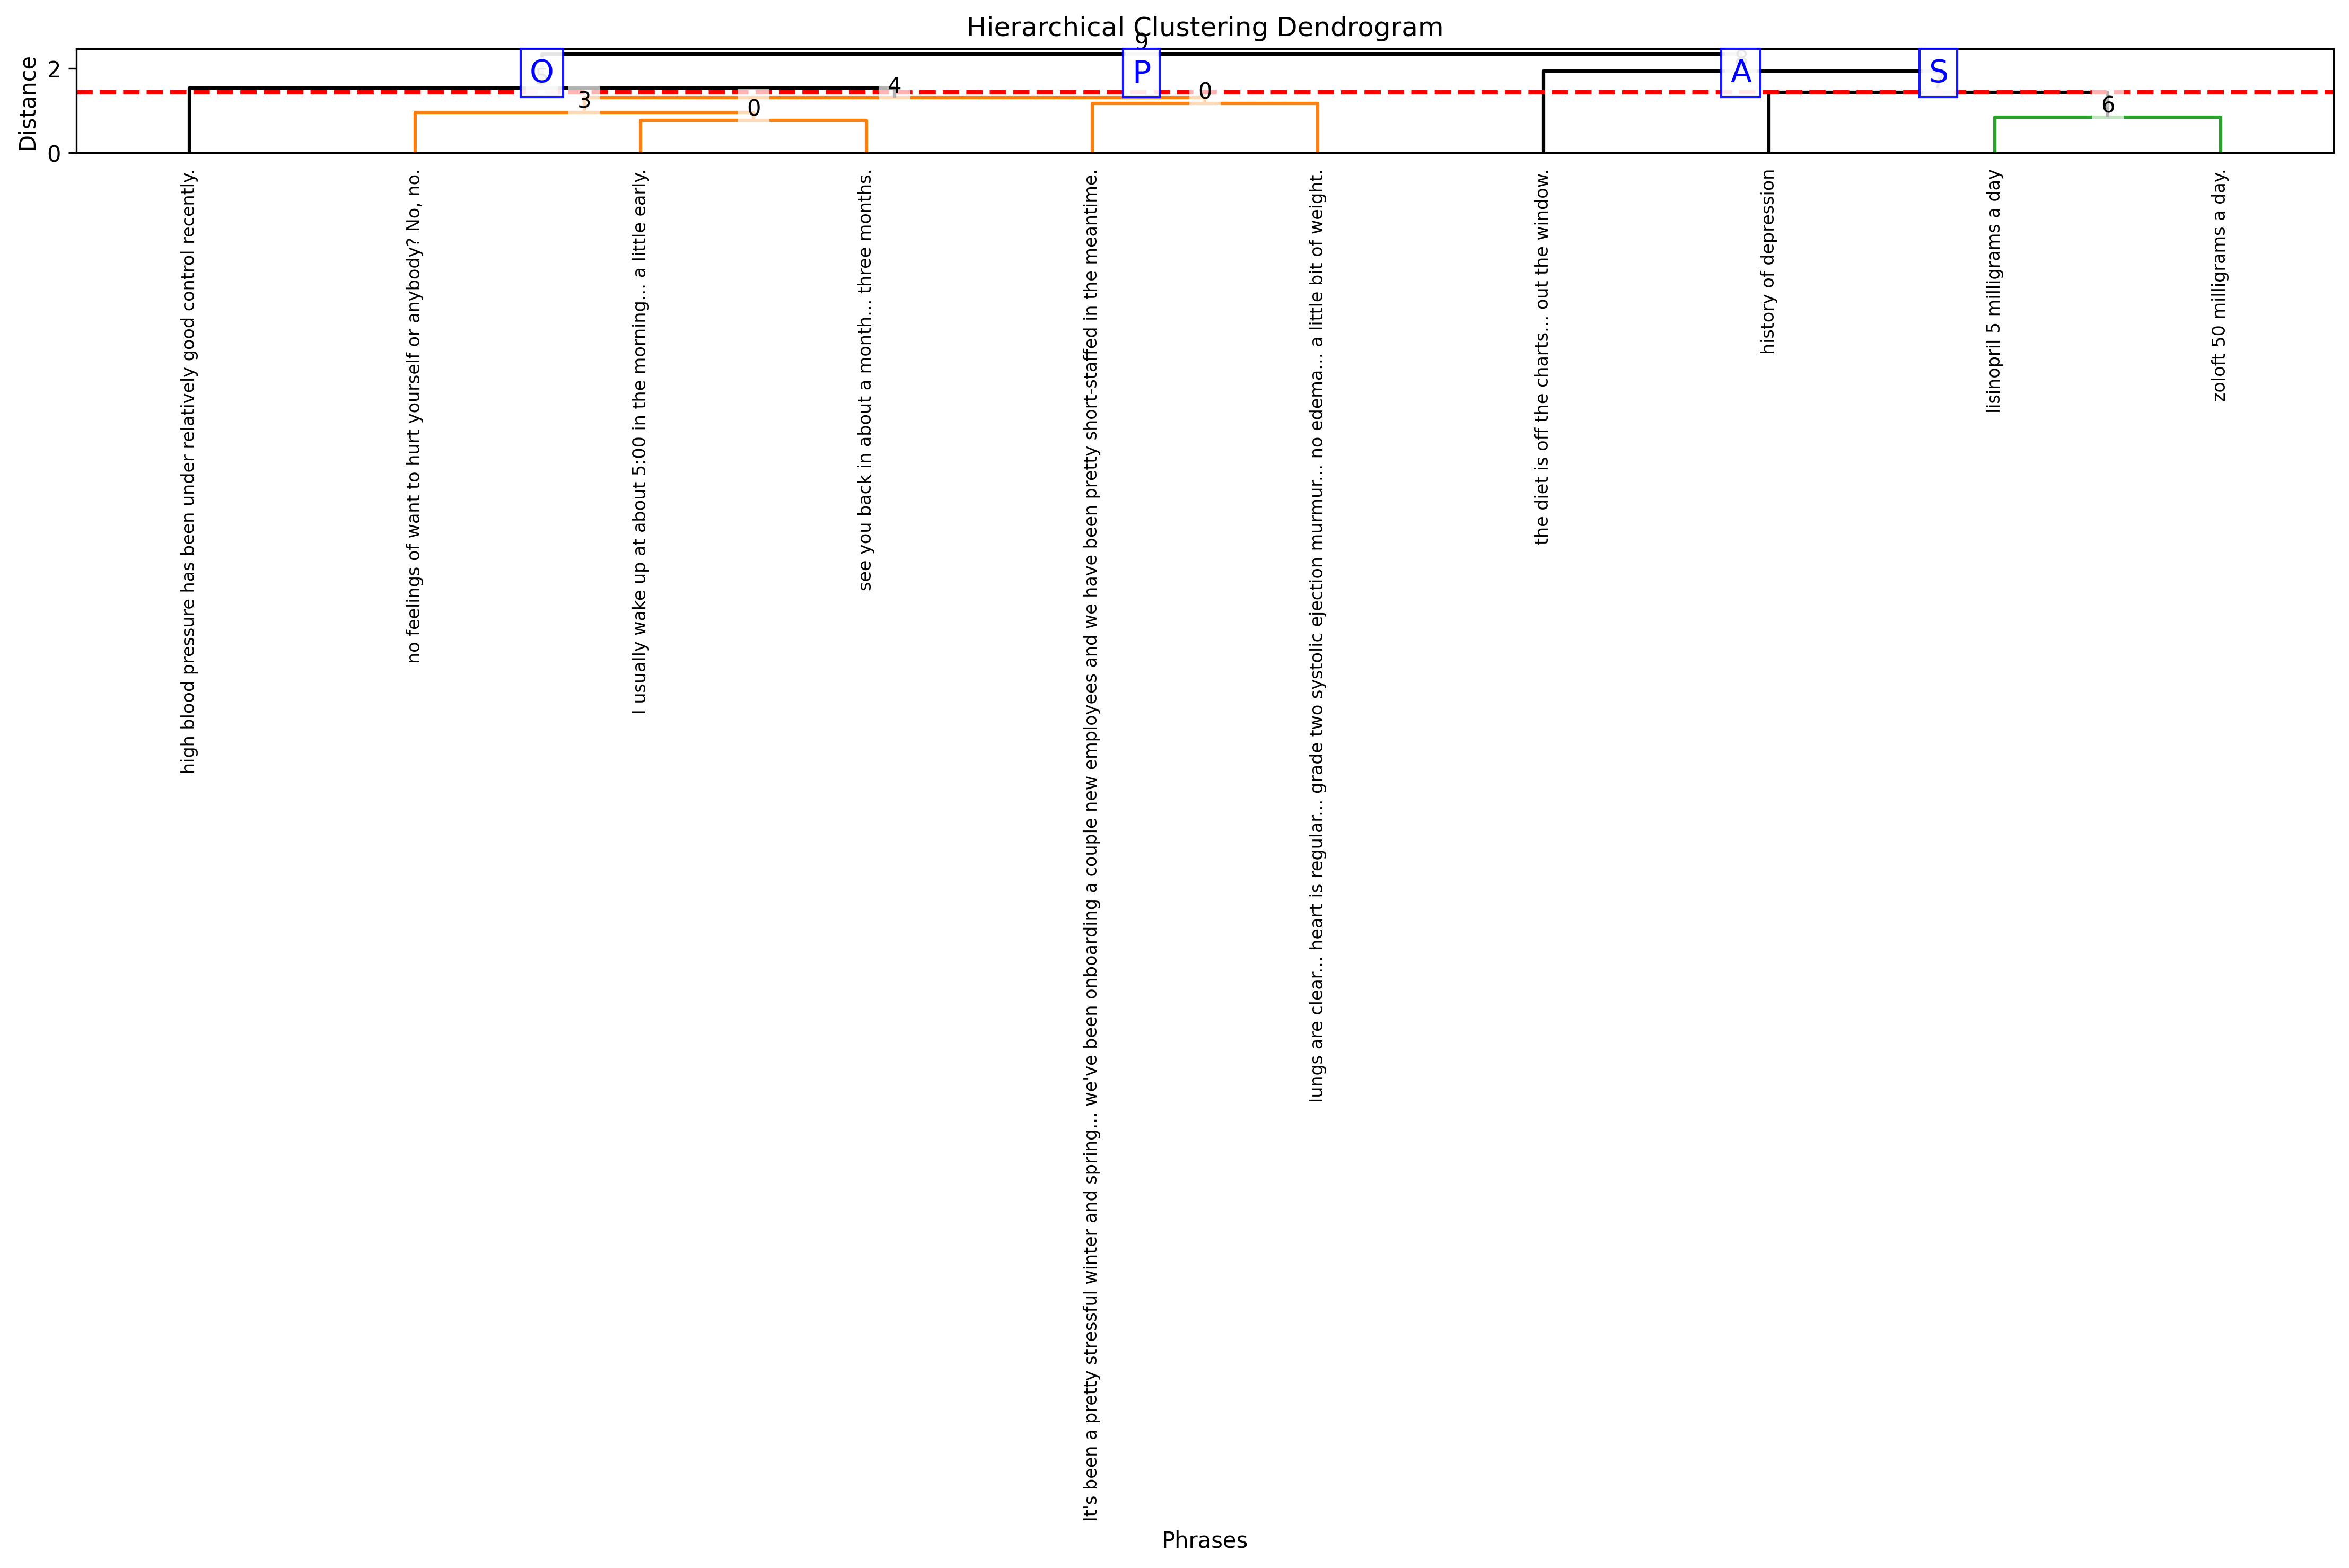 Hierarchical Clustering Dendrogram
9
O
P
A
S
2
4
0
3
0
6
0
Distance
high blood pressure has been under relatively good control recently.
no feelings of want to hurt yourself or anybody? No, no.
I usually wake up at about 5:00 in the morning... a little early.
see you back in about a month... three months.
It's been a pretty stressful winter and spring... we've been onboarding a couple new employees and we have been pretty short-staffed in the meantime.
lungs are clear... heart is regular... grade two systolic ejection murmur... no edema... a little bit of weight.
the diet is off the charts... out the window.
history of depression
lisinopril 5 milligrams a day
zoloft 50 milligrams a day.
Phrases